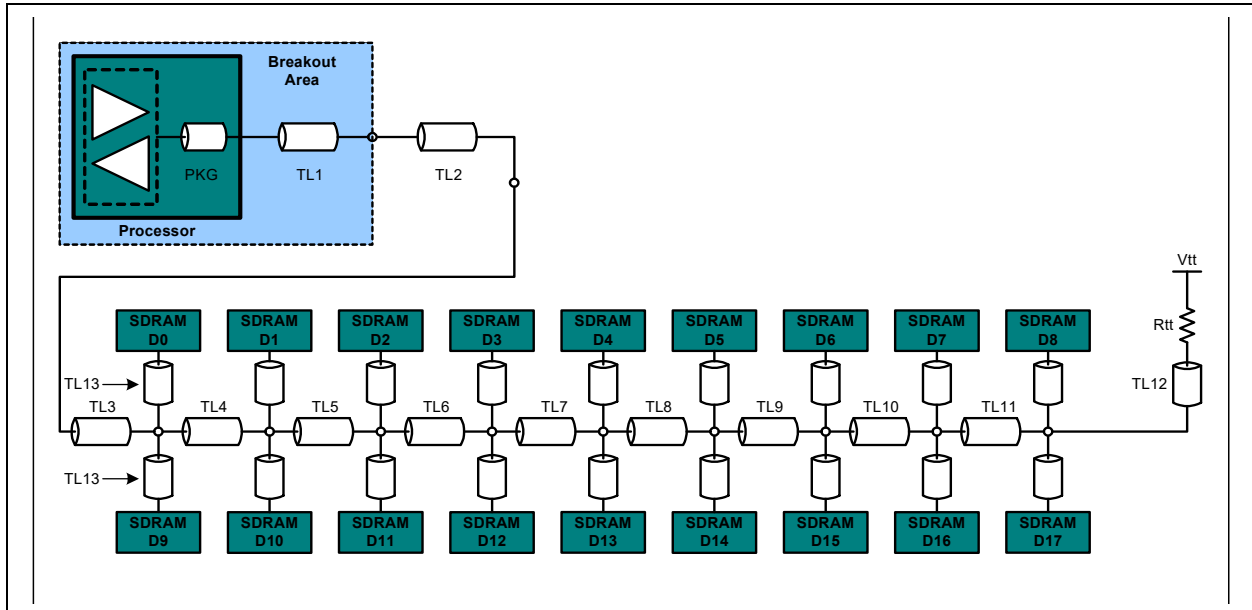 Breakout
Area
PKG
TL1
TL2
Processor
Vtt
Rtt
TL12
SDRAM
D0
SDRAM
D1
SDRAM
D2
SDRAM
D3
SDRAM
D4
SDRAM
D5
SDRAM
D6
SDRAM
D7
SDRAM
D8
TL13
TL3
TL4
TL5
TL6
TL7
TL8
TL9
TL10
TL11
TL13
SDRAM
D9
SDRAM
D10
SDRAM
D11
SDRAM
D12
SDRAM
D13
SDRAM
D14
SDRAM
D15
SDRAM
D16
SDRAM
D17